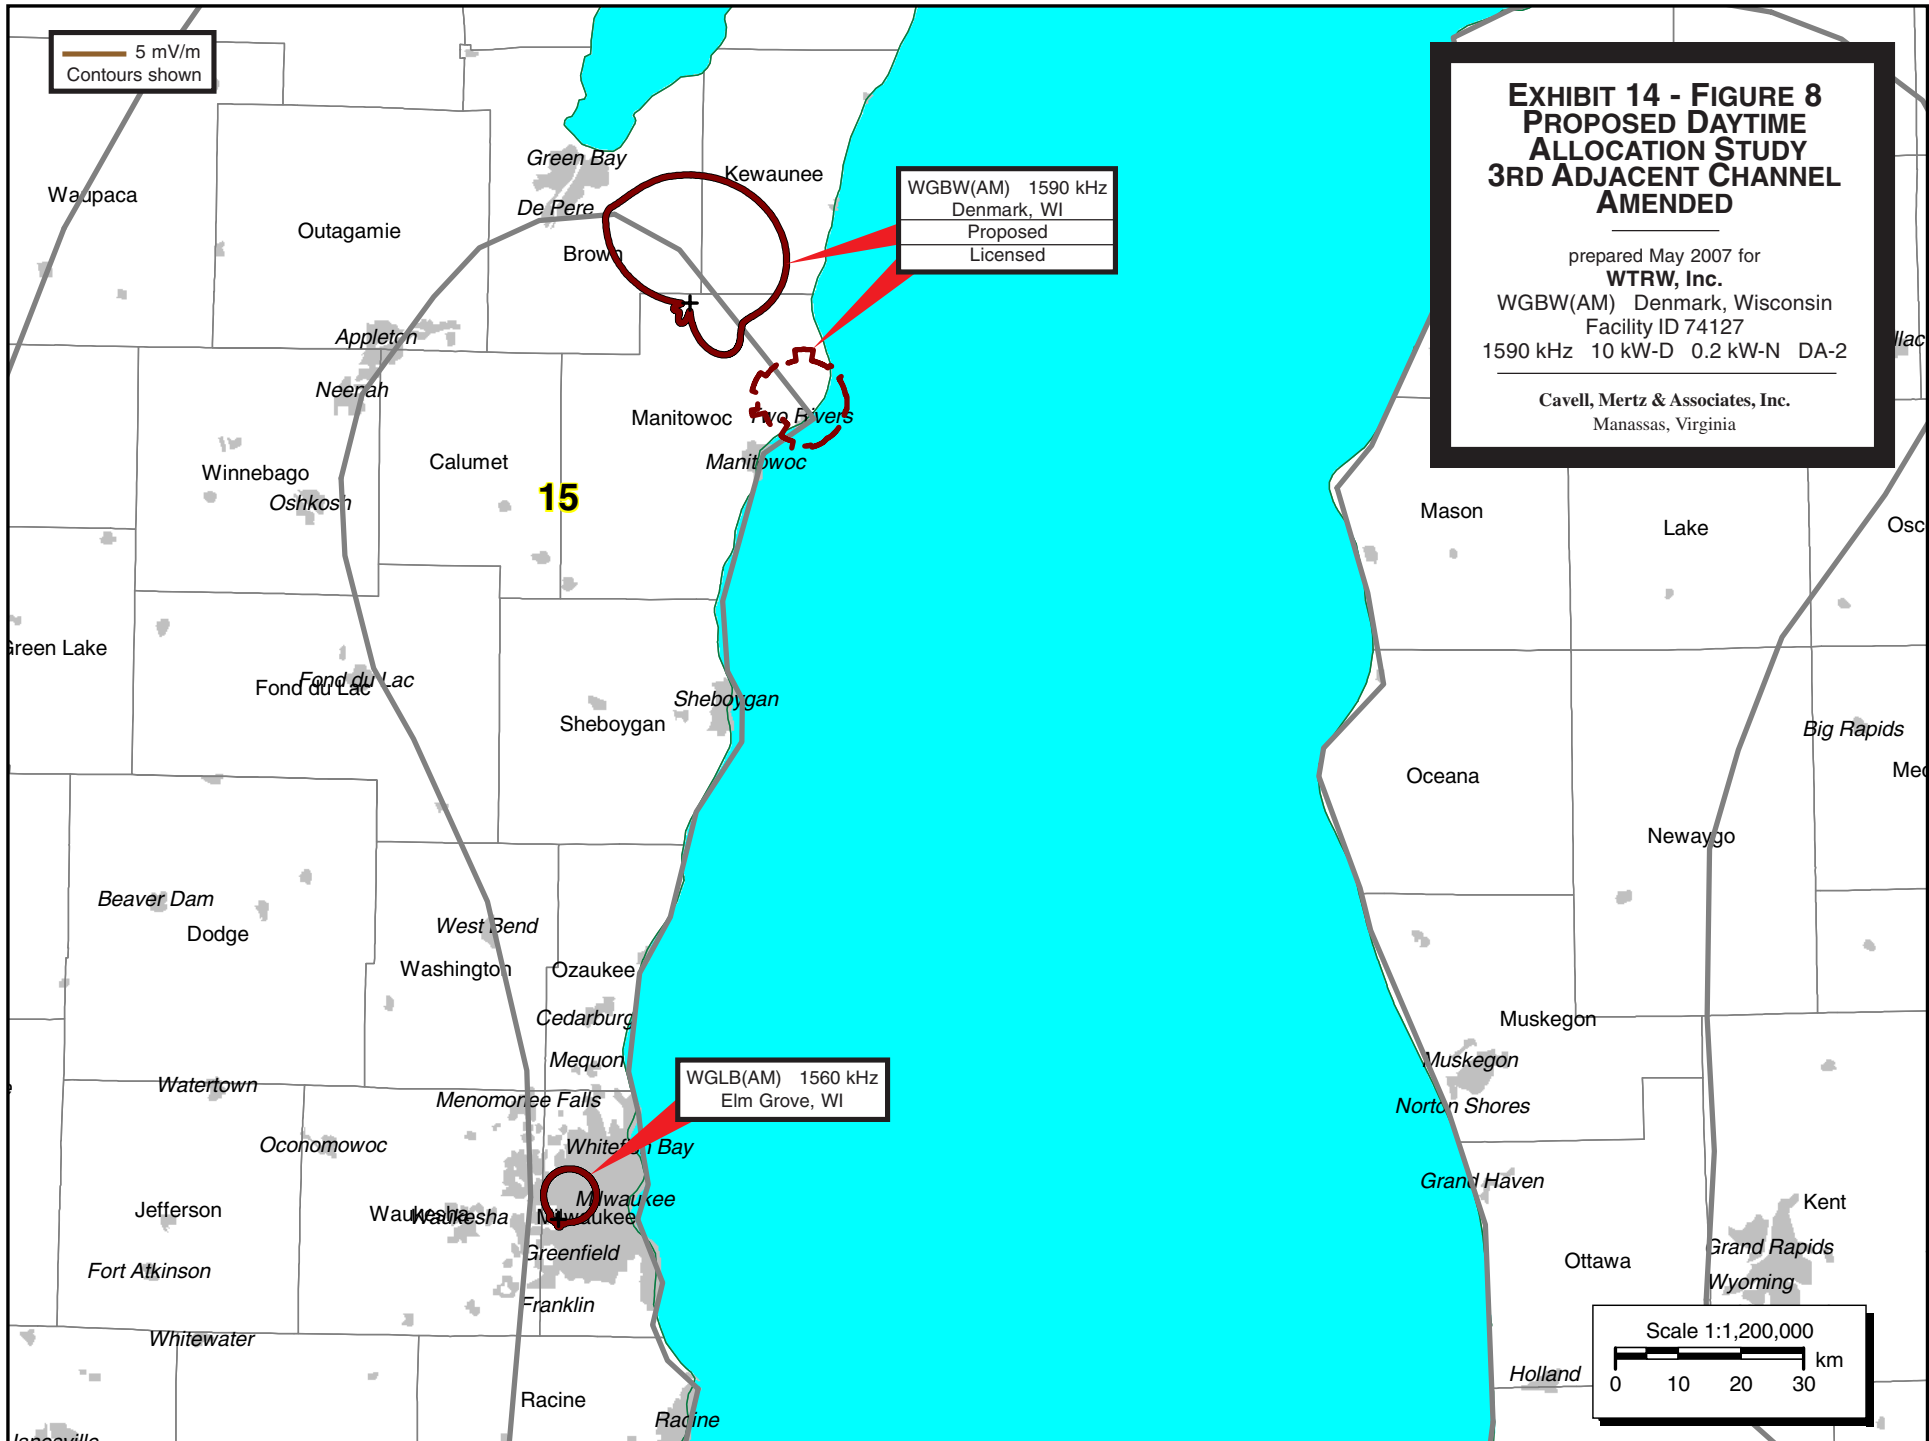 5 mV/m
Contours shown
EXHIBIT 14 - FIGURE 8
PROPOSED DAYTIME
ALLOCATION STUDY
3RD ADJACENT CHANNEL
AMENDED
prepared May 2007 for
WTRW, Inc.
WGBW(AM) Denmark, Wisconsin
Facility ID 74127
1590 kHz 10 kW-D 0.2 kW-N DA-2
Cavell, Mertz & Associates, Inc.
Manassas, Virginia
WGBW(AM) 1590 kHz
Denmark, WI
Proposed
Licensed
Green Bay
Kewaunee
Waupaca
De Pere
Outagamie
Brown
Appleton
Neenah
Manitowoc
Two Rivers
Manitowoc
Calumet
Winnebago
15
Oshkosh
Mason
Lake
Osc
Green Lake
Fond du Lac
Fond du Lac
Sheboygan
Sheboygan
Big Rapids
Oceana
Mec
Newaygo
Beaver Dam
Dodge
West Bend
Washington
Ozaukee
Cedarburg
Muskegon
Mequon
Muskegon
WGLB(AM) 1560 kHz
Elm Grove, WI
Watertown
Menomonee Falls
Norton Shores
Oconomowoc
Whitefish Bay
Grand Haven
Milwaukee
Jefferson
Waukesha
Waukesha
Milwaukee
Kent
Greenfield
Grand Rapids
Ottawa
Fort Atkinson
Wyoming
Franklin
Whitewater
Scale 1:1,200,000
km
0 10 20 30
Holland
Racine
Racine
Janesville